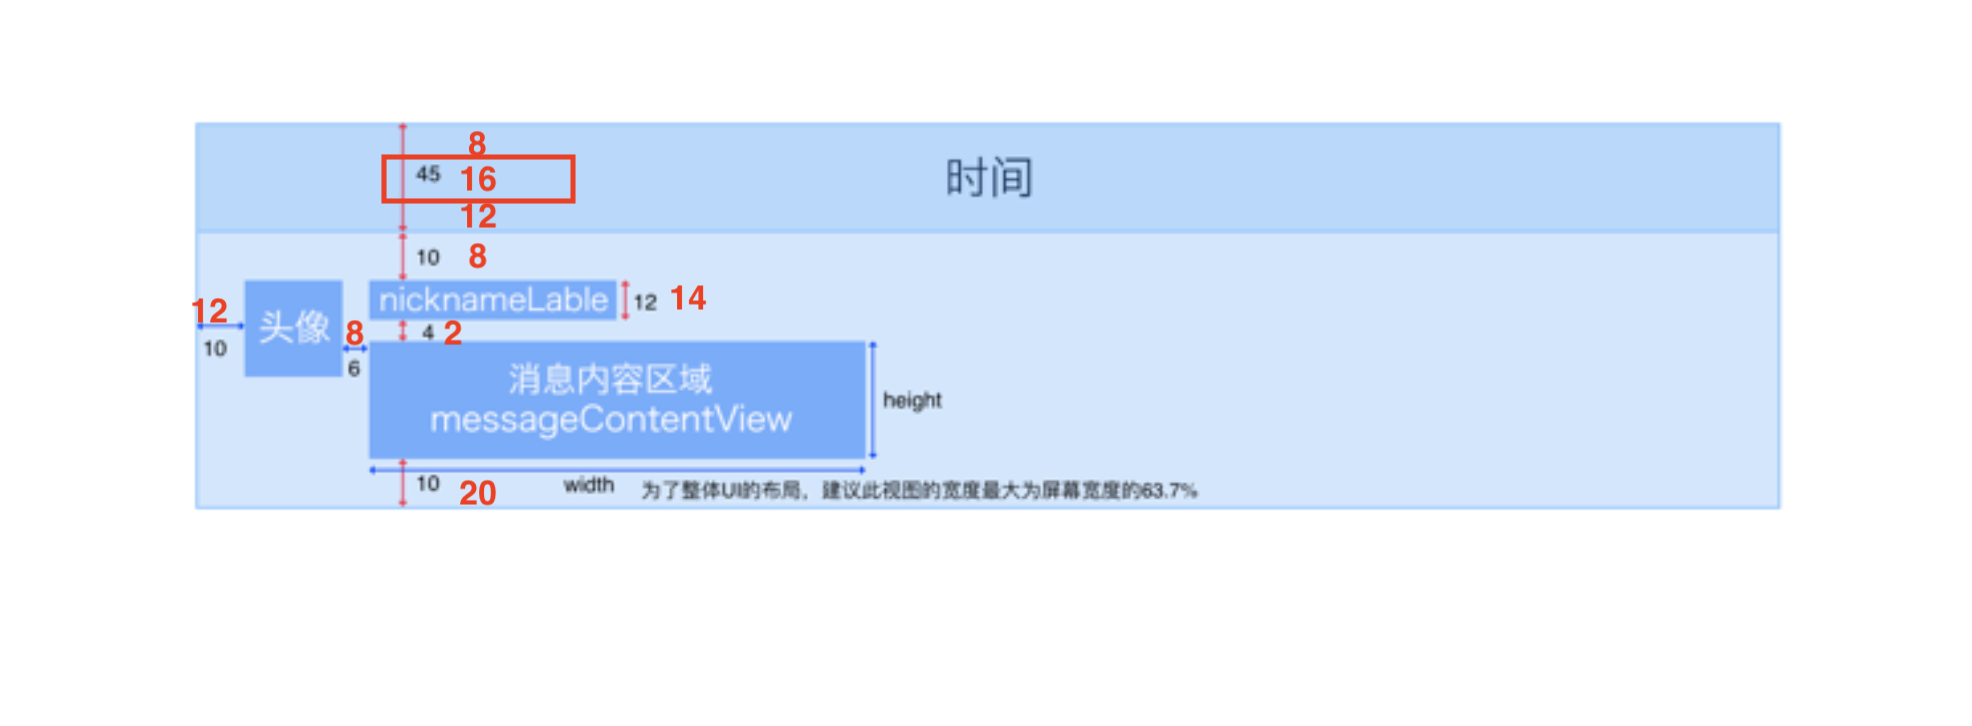 8
45 16
时间
12
10 8
nicknameLable
12 14
12
头像
8
4 2
10
6
消息内容区域
messageContentView
height
10 20
width 为了整体UI的布局，建议此视图的宽度最大为屏幕宽度的63.7%